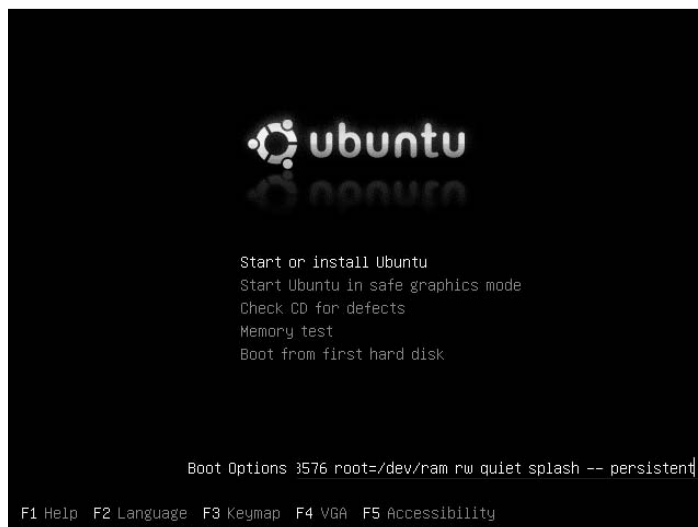 ubuntu
Start or install Ubuntu
Start Ubuntu in safe graphics mode
Check CD for defects
Memory test
Boot from first hard disk
Boot Options 3576 root=/dev/ram rw quiet splash -- persistent
F1 Help F2 Language F3 Keymap F4 VGA F5 Accessibility